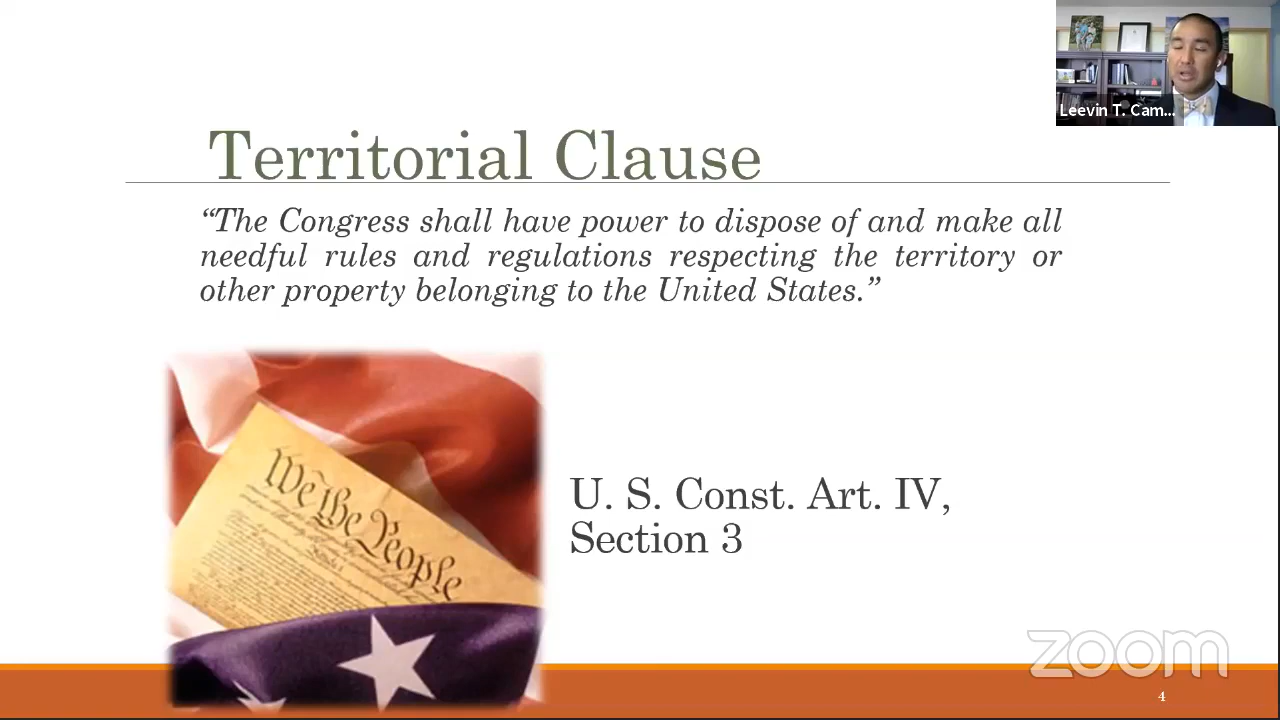 Leevin T. Cam...
Territorial Clause
“The Congress shall have power to dispose of and make all
needful rules and regulations respecting the territory or
other property belonging to the United States.”
We the People
U. S. Const. Art. IV,
Section 3
zoom
4